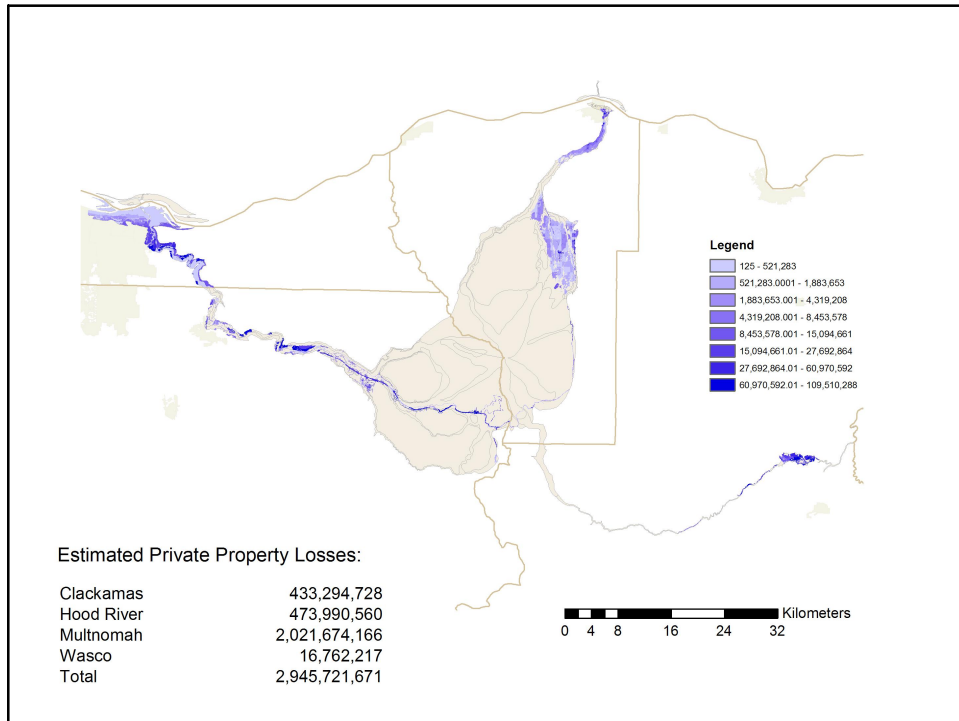 Legend
125 - 521,283
521,283.0001 - 1,883,653
1,883,653.001 - 4,319,208
4,319,208.001 - 8,453,578
8,453,578.001 - 15,094,661
15,094,661.01 - 27,692,864
27,692,864.01 - 60,970,592
60,970,592.01 - 109,510,288
Estimated Private Property Losses:
Clackamas 433,294,728
Hood River 473,990,560
Multnomah 2,021,674,166
Wasco 16,762,217
Total 2,945,721,671
Kilometers
0 4 8 16 24 32